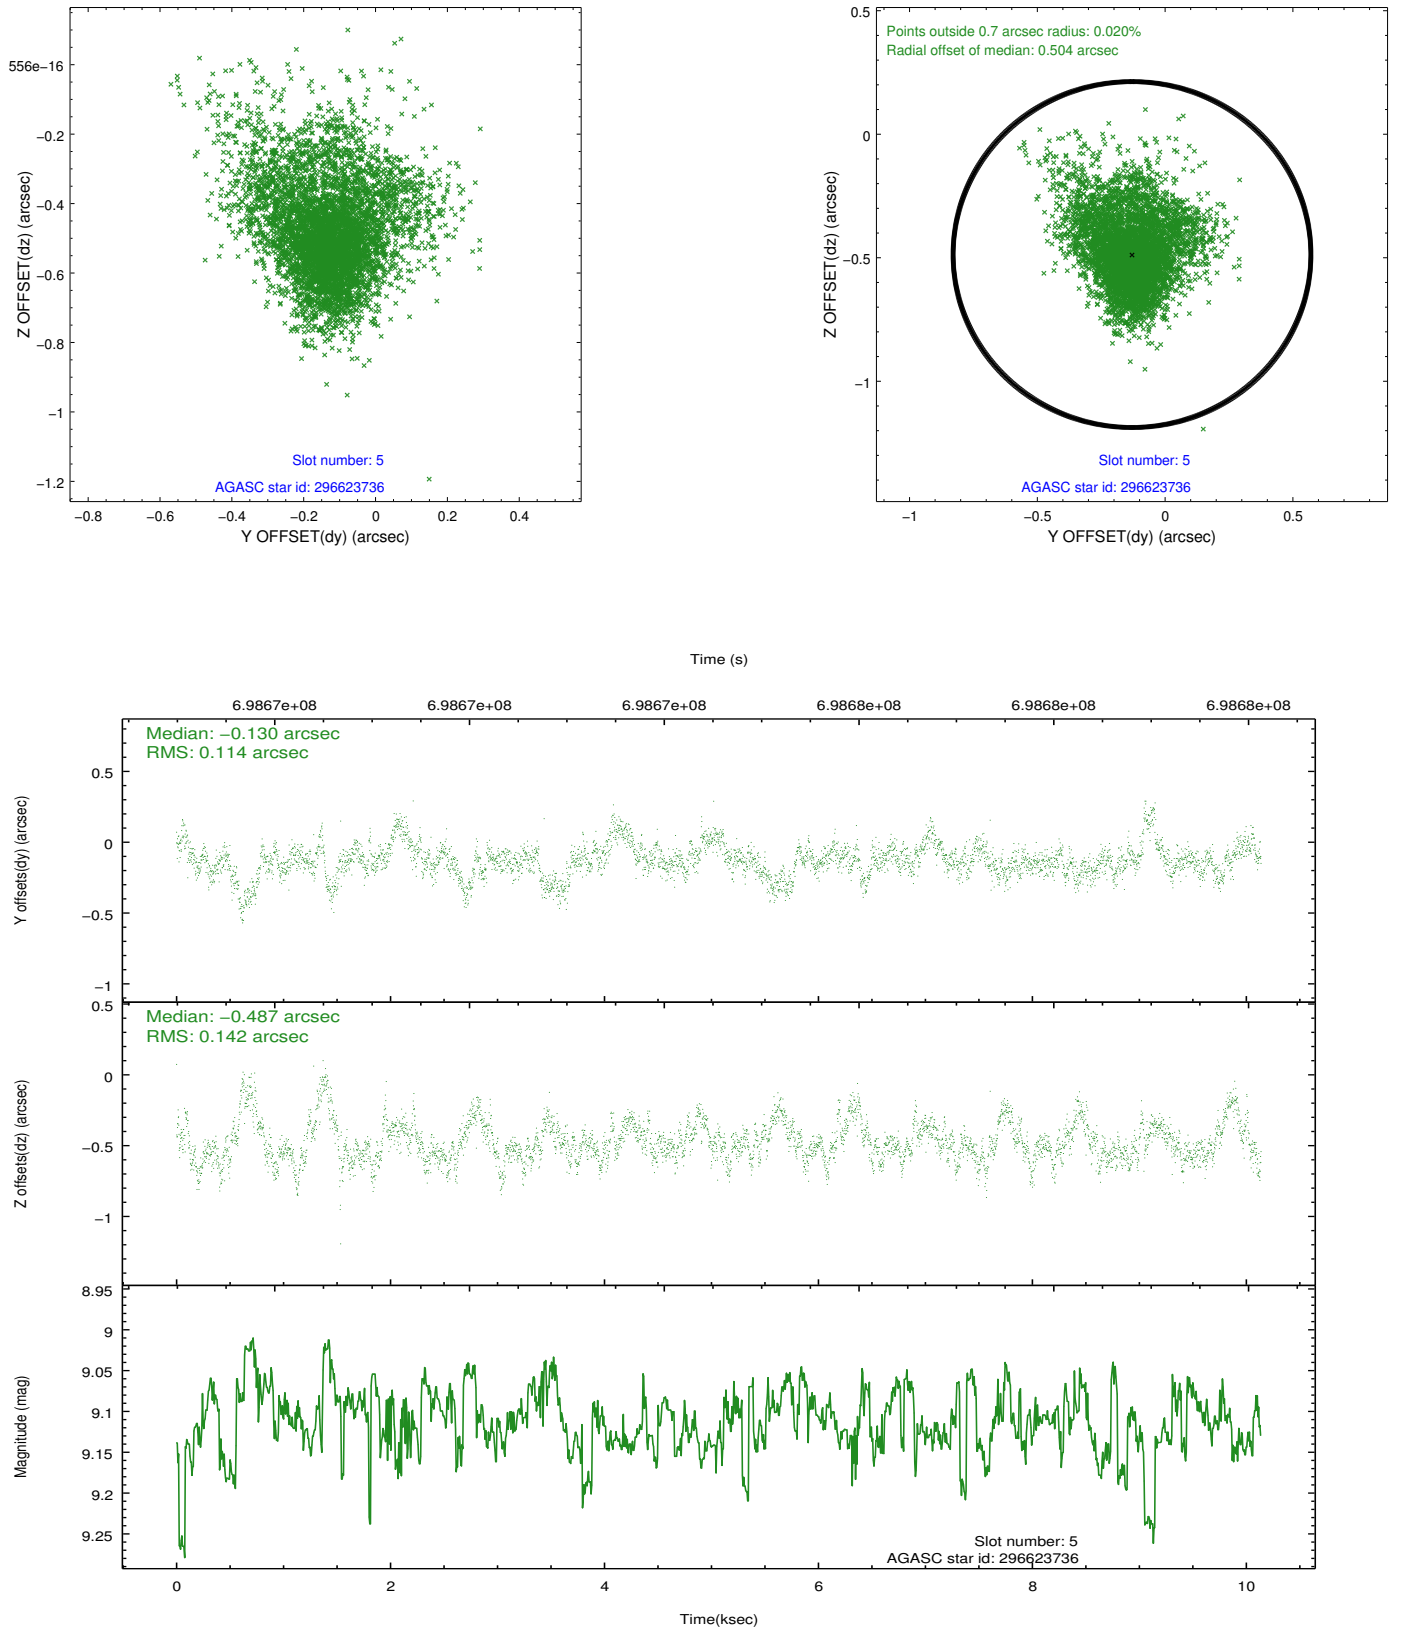 556e−16
−0.2
−0.4
−0.6
−0.8
−1
−1.2
Z OFFSET(dz) (arcsec)
Slot number: 5
AGASC star id: 296623736
−0.8 −0.6 −0.4 −0.2 0 0.2 0.4
Y OFFSET(dy) (arcsec)
Points outside 0.7 arcsec radius: 0.020%
Radial offset of median: 0.504 arcsec
0.5
0
−0.5
−1
Z OFFSET(dz) (arcsec)
Slot number: 5
AGASC star id: 296623736
−1 −0.5 0 0.5
Y OFFSET(dy) (arcsec)
Time (s)
6.9867e+08 6.9867e+08 6.9867e+08 6.9868e+08 6.9868e+08 6.9868e+08
Median: −0.130 arcsec
RMS: 0.114 arcsec
0.5
0
−0.5
−1
Y offsets(dy) (arcsec)
Median: −0.487 arcsec
RMS: 0.142 arcsec
0.5
0
−0.5
−1
Z offsets(dz) (arcsec)
8.95
9
9.05
9.1
9.15
9.2
9.25
Magnitude (mag)
Slot number: 5
AGASC star id: 296623736
0 2 4 6 8 10
Time(ksec)